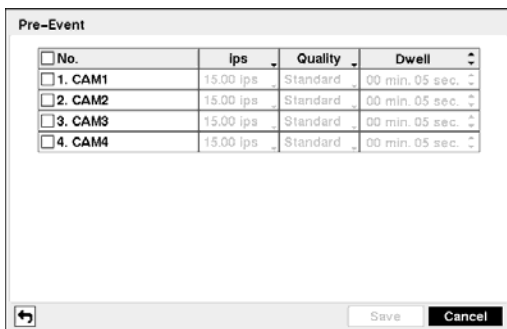 Pre-Event
No. ips Quality Dwell
1. CAM1 15.00 ips Standard 00 min. 05 sec.
2. CAM2 15.00 ips Standard 00 min. 05 sec.
3. CAM3 15.00 ips Standard 00 min. 05 sec.
4. CAM4 15.00 ips Standard 00 min. 05 sec.
Save Cancel